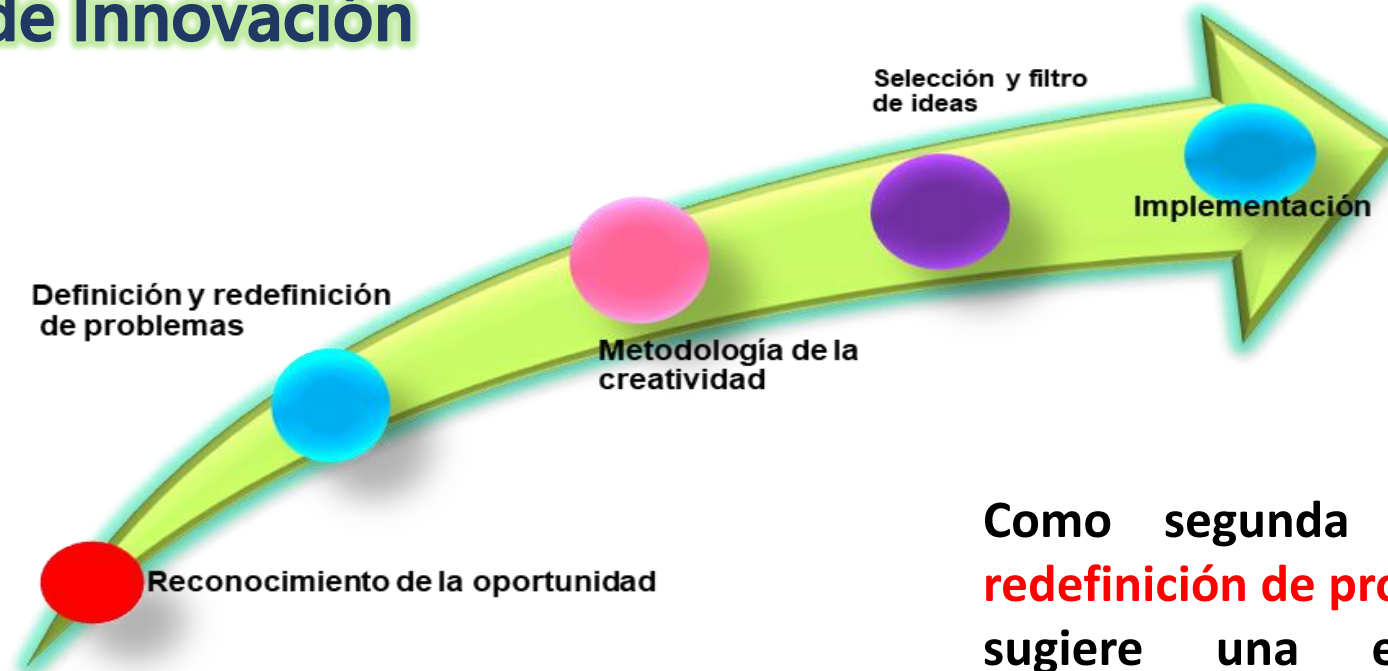 de Innovación
Selección y filtro
de ideas
Implementación
Definición y redefinición
de problemas
Metodología de la
creatividad
Reconocimiento de la oportunidad
Como segunda
redefinición de
sugiere una